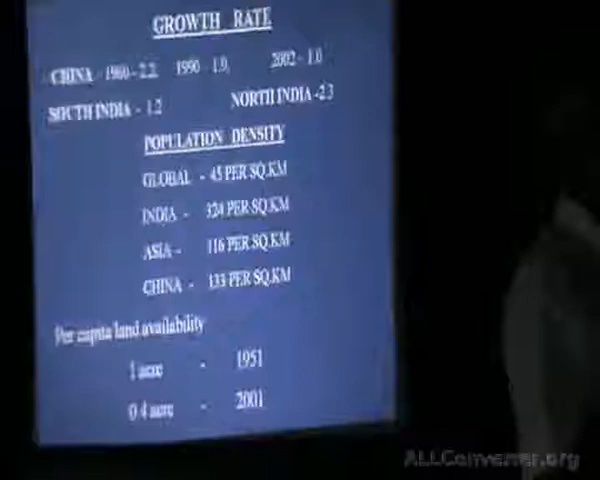 GROWTH RATE
CHINA - 1980 - 2.2 1990 - 1.0, 2002 - 1.0
SOUTH INDIA - 1.2 NORTH INDIA -2.3
POPULATION DENSITY
GLOBAL - 45 PER SQ.KM
INDIA - 324 PER SQ.KM
ASIA - 116 PER SQ.KM
CHINA - 133 PER SQ.KM
Per capita land availability
1 acre - 1951
0.4 acre - 2001
ALLConverter.org